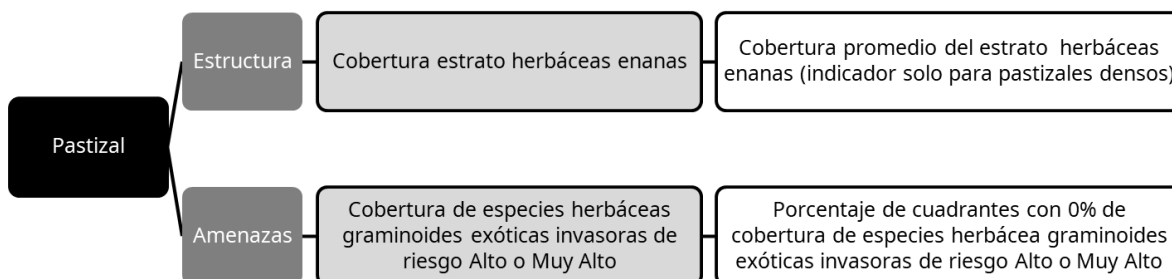 Pastizal
Estructura
Cobertura estrato herbáceas enanas
Cobertura promedio del estrato herbáceas
enanas (indicador solo para pastizales densos)
Amenazas
Cobertura de especies herbáceas
graminoides exóticas invasoras de
riesgo Alto o Muy Alto
Porcentaje de cuadrantes con 0% de
cobertura de especies herbácea graminoides
exóticas invasoras de riesgo Alto o Muy Alto